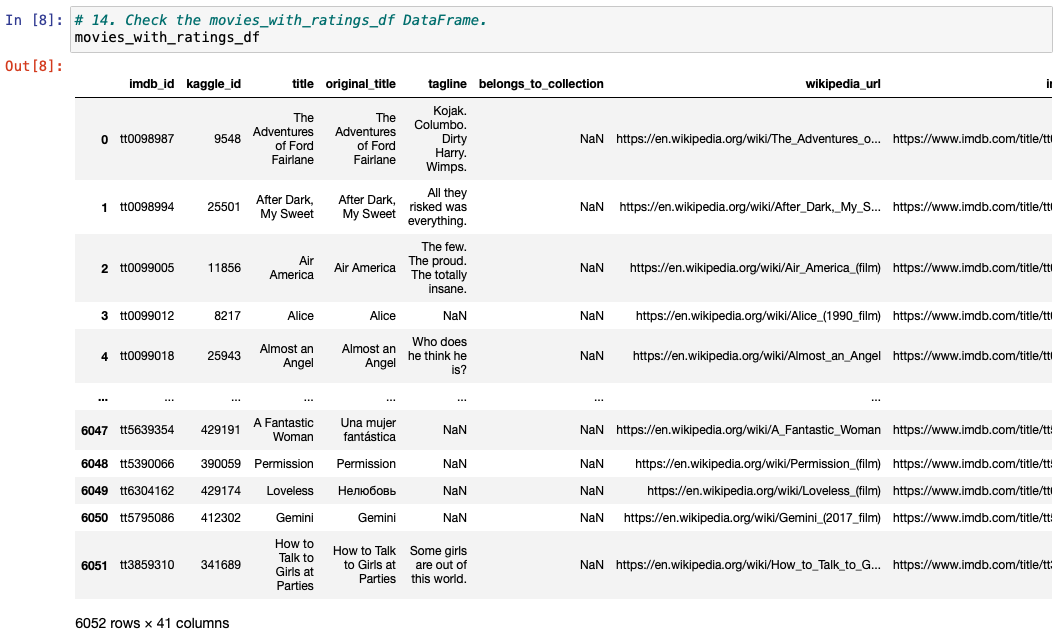 In [8]: # 14. Check the movies_with_ratings_df DataFrame.
movies_with_ratings_df
Out[8]:
imdb_id kaggle_id title original_title tagline belongs_to_collection wikipedia_url
0 tt0098987 9548 The Adventures of Ford Fairlane The Adventures of Ford Fairlane Kojak. Columbo. Dirty Harry. Wimps. NaN https://en.wikipedia.org/wiki/The_Adventures_o... https://www.imdb.com/title/tt
1 tt0098994 25501 After Dark, My Sweet After Dark, My Sweet All they risked was everything. NaN https://en.wikipedia.org/wiki/After_Dark,_My_S... https://www.imdb.com/title/tt
2 tt0099005 11856 Air America Air America The few. The proud. The totally insane. NaN https://en.wikipedia.org/wiki/Air_America_(film) https://www.imdb.com/title/tt
3 tt0099012 8217 Alice Alice NaN NaN https://en.wikipedia.org/wiki/Alice_(1990_film) https://www.imdb.com/title/tt
4 tt0099018 25943 Almost an Angel Almost an Angel Who does he think he is? NaN https://en.wikipedia.org/wiki/Almost_an_Angel https://www.imdb.com/title/tt
... ... ... ... ... ... ... ...
6047 tt5639354 429191 A Fantastic Woman Una mujer fantástica NaN NaN https://en.wikipedia.org/wiki/A_Fantastic_Woman https://www.imdb.com/title/tt
6048 tt5390066 390059 Permission Permission NaN NaN https://en.wikipedia.org/wiki/Permission_(film) https://www.imdb.com/title/tt
6049 tt6304162 429174 Loveless Нелюбовь NaN NaN https://en.wikipedia.org/wiki/Loveless_(film) https://www.imdb.com/title/tt
6050 tt5795086 412302 Gemini Gemini NaN NaN https://en.wikipedia.org/wiki/Gemini_(2017_film) https://www.imdb.com/title/tt
6051 tt3859310 341689 How to Talk to Girls at Parties How to Talk to Girls at Parties Some girls are out of this world. NaN https://en.wikipedia.org/wiki/How_to_Talk_to_G... https://www.imdb.com/title/tt
6052 rows × 41 columns